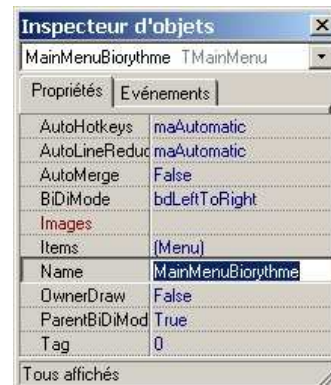 Inspecteur d'objets
MainMenuBiorythme TMainMenu
Propriétés Evénements
AutoHotkeys maAutomatic
AutoLineReduc maAutomatic
AutoMerge False
BiDiMode bdLeftToRight
Images
Items (Menu)
Name MainMenuBiorythme
OwnerDraw False
ParentBiDiMod True
Tag 0
Tous affichés